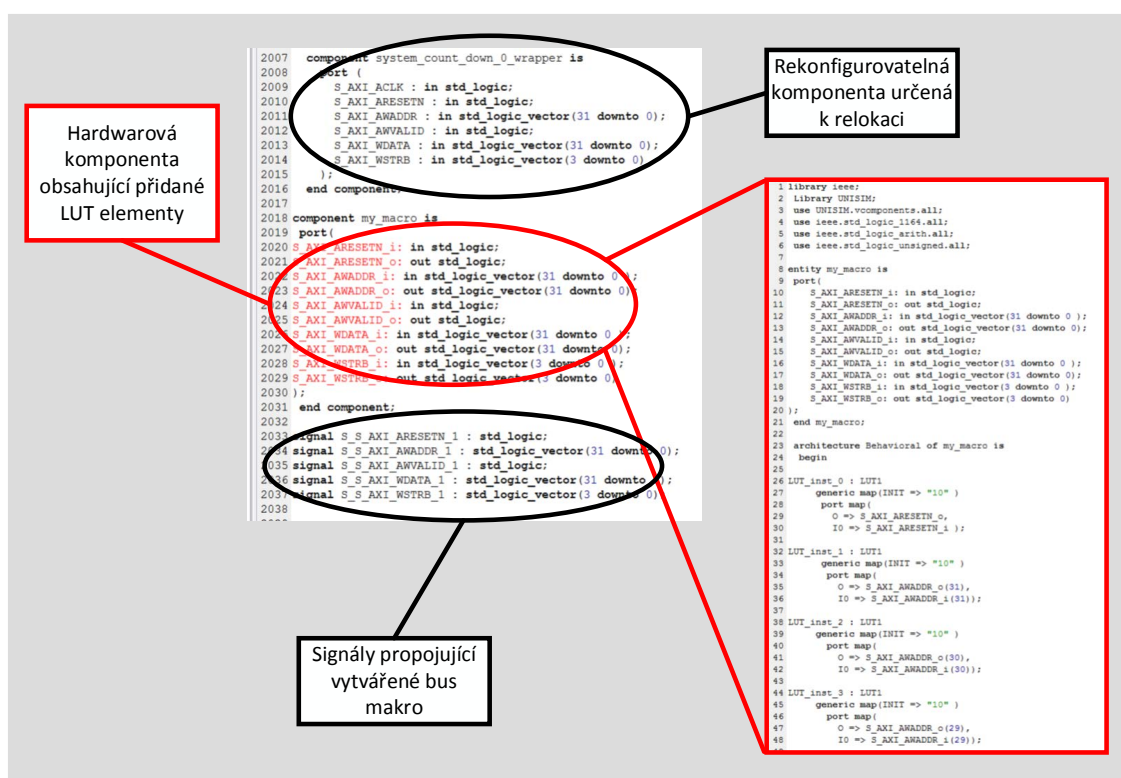 2007 component system_count_down_0_wrapper is
2008 port (
2009 S_AXI_ACLK : in std_logic;
2010 S_AXI_ARESETN : in std_logic;
2011 S_AXI_AWADDR : in std_logic_vector(31 downto 0);
2012 S_AXI_AWVALID : in std_logic;
2013 S_AXI_WDATA : in std_logic_vector(31 downto 0);
2014 S_AXI_WSTRB : in std_logic_vector(3 downto 0)
2015 );
2016 end component;
2017
2018 component my_macro is
2019 port(
2020 S_AXI_ARESETN_i: in std_logic;
2021 S_AXI_ARESETN_o: out std_logic;
2022 S_AXI_AWADDR_i: in std_logic_vector(31 downto 0 );
2023 S_AXI_AWADDR_o: out std_logic_vector(31 downto 0);
2024 S_AXI_AWVALID_i: in std_logic;
2025 S_AXI_AWVALID_o: out std_logic;
2026 S_AXI_WDATA_i: in std_logic_vector(31 downto 0 );
2027 S_AXI_WDATA_o: out std_logic_vector(31 downto 0);
2028 S_AXI_WSTRB_i: in std_logic_vector(3 downto 0 );
2029 S_AXI_WSTRB_o: out std_logic_vector(3 downto 0)
2030 );
2031 end component;
2032
2033 signal S_S_AXI_ARESETN_1 : std_logic;
2034 signal S_S_AXI_AWADDR_1 : std_logic_vector(31 downto 0);
2035 signal S_S_AXI_AWVALID_1 : std_logic;
2036 signal S_S_AXI_WDATA_1 : std_logic_vector(31 downto 0);
2037 signal S_S_AXI_WSTRB_1 : std_logic_vector(3 downto 0)
2038
Hardwarová
komponenta
obsahující přidané
LUT elementy
Rekonfigurovatelná
komponenta určená
k relokaci
Signály propojující
vytvářené bus
makro
1 library ieee;
2 Library UNISIM;
3 use UNISIM.vcomponents.all;
4 use ieee.std_logic_1164.all;
5 use ieee.std_logic_arith.all;
6 use ieee.std_logic_unsigned.all;
7
8 entity my_macro is
9 port(
10 S_AXI_ARESETN_i: in std_logic;
11 S_AXI_ARESETN_o: out std_logic;
12 S_AXI_AWADDR_i: in std_logic_vector(31 downto 0 );
13 S_AXI_AWADDR_o: out std_logic_vector(31 downto 0);
14 S_AXI_AWVALID_i: in std_logic;
15 S_AXI_AWVALID_o: out std_logic;
16 S_AXI_WDATA_i: in std_logic_vector(31 downto 0 );
17 S_AXI_WDATA_o: out std_logic_vector(31 downto 0);
18 S_AXI_WSTRB_i: in std_logic_vector(3 downto 0 );
19 S_AXI_WSTRB_o: out std_logic_vector(3 downto 0)
20 );
21 end my_macro;
22
23 architecture Behavioral of my_macro is
24 begin
25
26 LUT_inst_0 : LUT1
27 generic map(INIT => "10" )
28 port map(
29 O => S_AXI_ARESETN_o,
30 I0 => S_AXI_ARESETN_i );
31
32 LUT_inst_1 : LUT1
33 generic map(INIT => "10" )
34 port map(
35 O => S_AXI_AWADDR_o(31),
36 I0 => S_AXI_AWADDR_i(31));
37
38 LUT_inst_2 : LUT1
39 generic map(INIT => "10" )
40 port map(
41 O => S_AXI_AWADDR_o(30),
42 I0 => S_AXI_AWADDR_i(30));
43
44 LUT_inst_3 : LUT1
45 generic map(INIT => "10" )
46 port map(
47 O => S_AXI_AWADDR_o(29),
48 I0 => S_AXI_AWADDR_i(29));